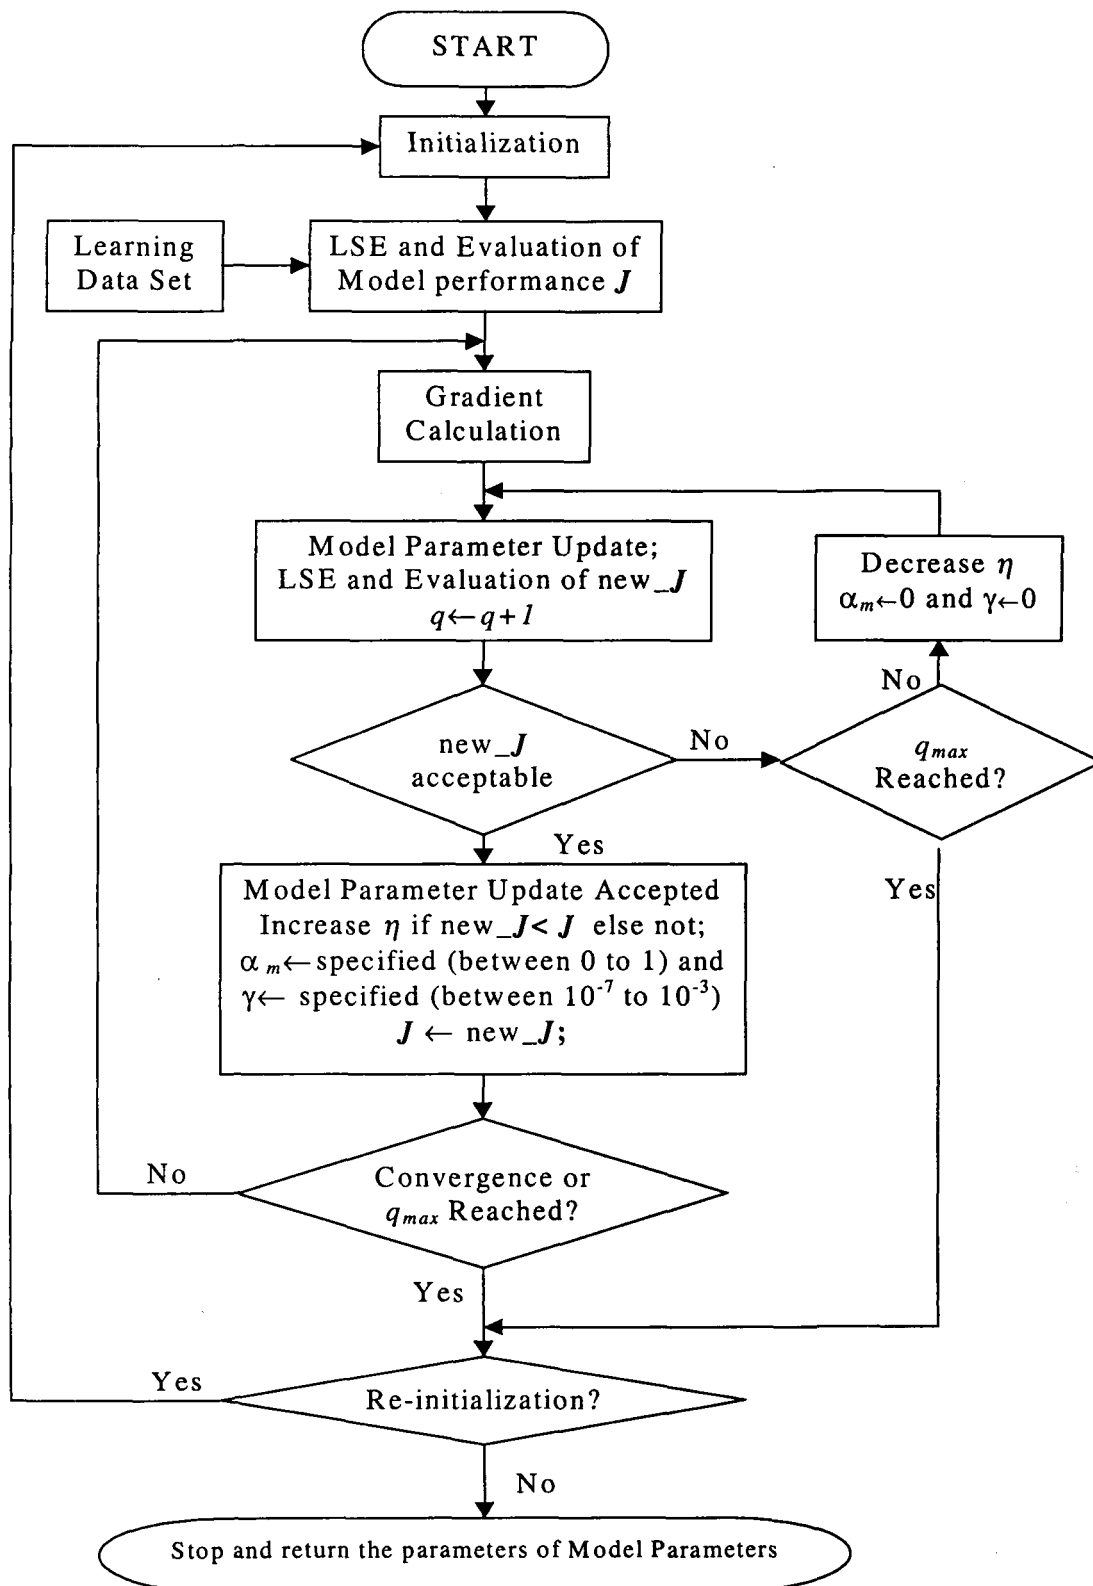 START
Initialization
Learning
Data Set
LSE and Evaluation of
Model performance J
Gradient
Calculation
Model Parameter Update;
LSE and Evaluation of new_J
q←q+1
Decrease η
αm←0 and γ←0
No
new_J
acceptable
No
qmax
Reached?
Yes
Yes
Model Parameter Update Accepted
Increase η if new_J< J else not;
α m←specified (between 0 to 1) and
γ← specified (between 10⁻⁷ to 10⁻³)
J ← new_J;
No
Convergence or
qmax Reached?
Yes
Yes
Re-initialization?
No
Stop and return the parameters of Model Parameters